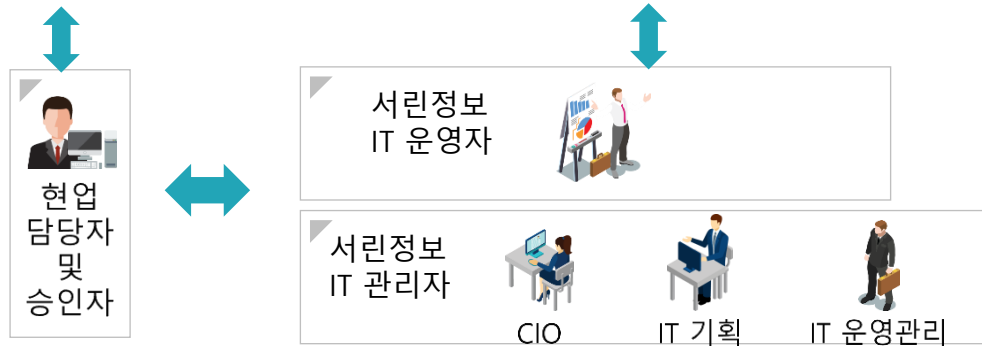 현업
담당자
및
승인자
서린정보
IT 운영자
서린정보
IT 관리자
CIO
IT 기획
IT 운영관리